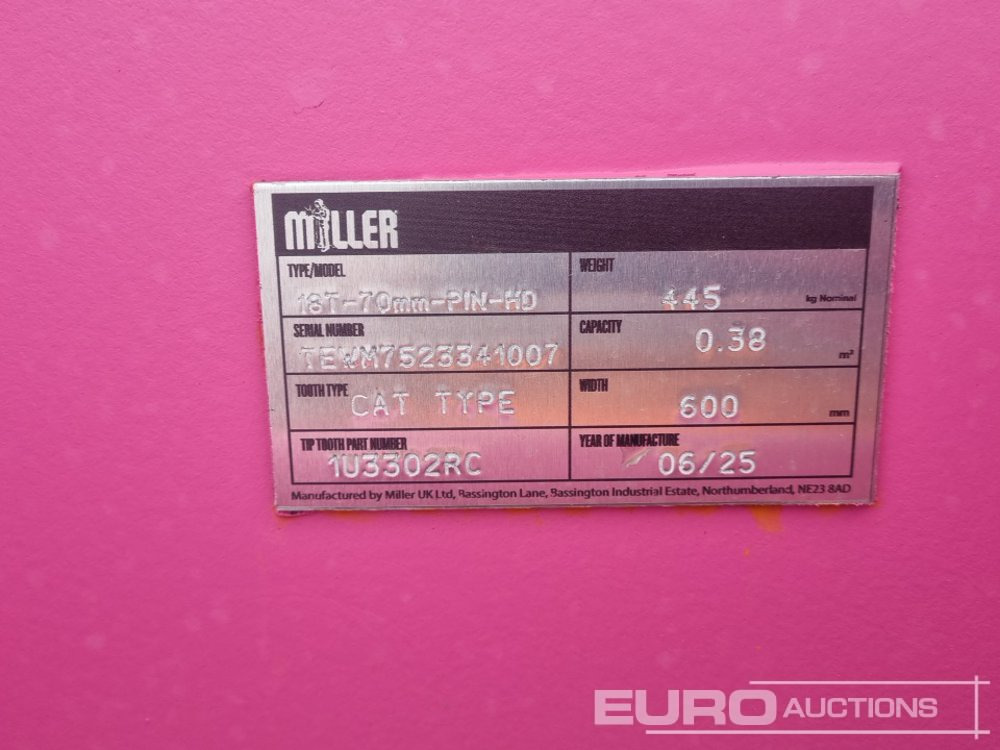 MILLER
TYPE/MODEL
18T-70mm-PIN-HD
WEIGHT
445 kg Nominal
SERIAL NUMBER
TEWM7523341007
CAPACITY
0.38 m³
TOOTH TYPE
CAT TYPE
WIDTH
600 mm
TIP TOOTH PART NUMBER
1U3302RC
YEAR OF MANUFACTURE
06/25
Manufactured by Miller UK Ltd, Bassington Lane, Bassington Industrial Estate, Northumberland, NE23 8AD
EURO AUCTIONS